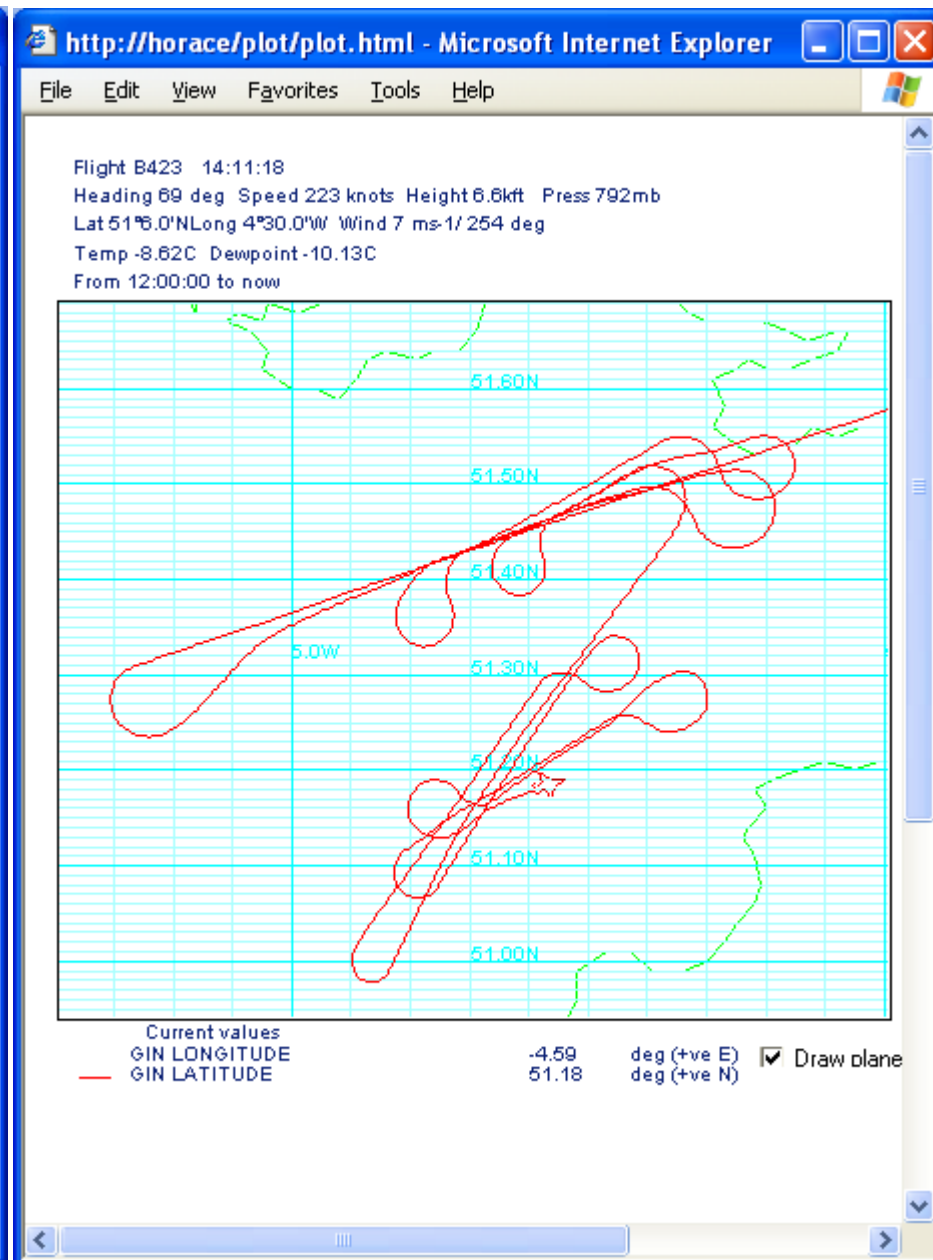 http://horace/plot/plot.html - Microsoft Internet Explorer
File Edit View Favorites Tools Help
Flight B423 14:11:18
Heading 69 deg Speed 223 knots Height 6.6kft Press 792mb
Lat 51°6.0'NLong 4°30.0'W Wind 7 ms-1/ 254 deg
Temp -8.62C Dewpoint -10.13C
From 12:00:00 to now
51.60N
51.50N
51.40N
5.0W
51.30N
51.20N
51.10N
51.00N
Current values
GIN LONGITUDE -4.59 deg (+ve E)
GIN LATITUDE 51.18 deg (+ve N)
Draw plane